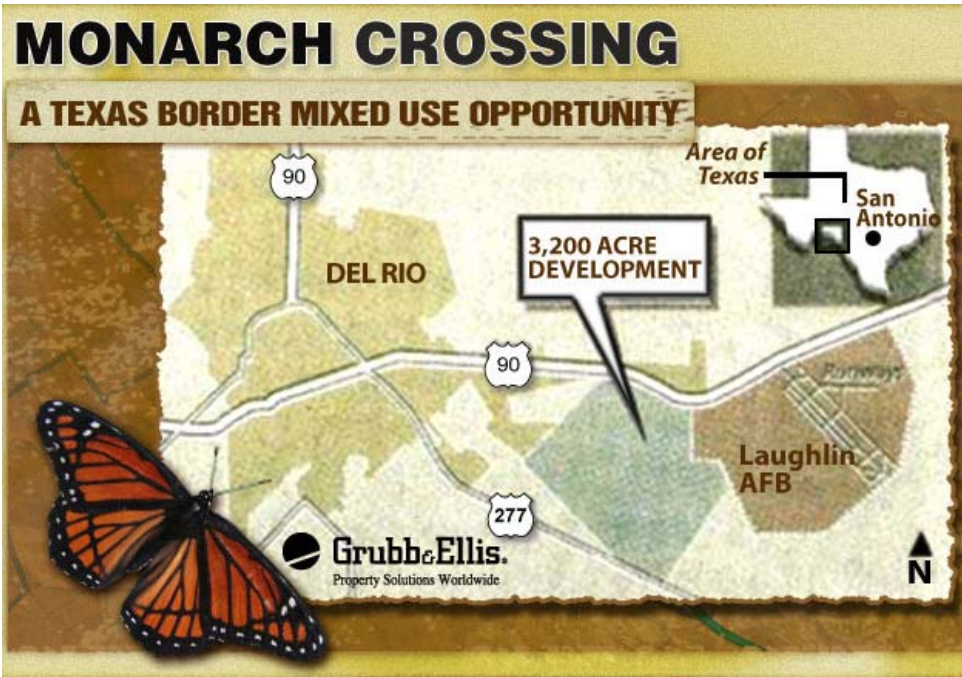 MONARCH CROSSING
A TEXAS BORDER MIXED USE OPPORTUNITY
90
Area of
Texas
San
Antonio
DEL RIO
3,200 ACRE
DEVELOPMENT
90
Runways
Laughlin
AFB
277
Grubb&Ellis.
Property Solutions Worldwide
N